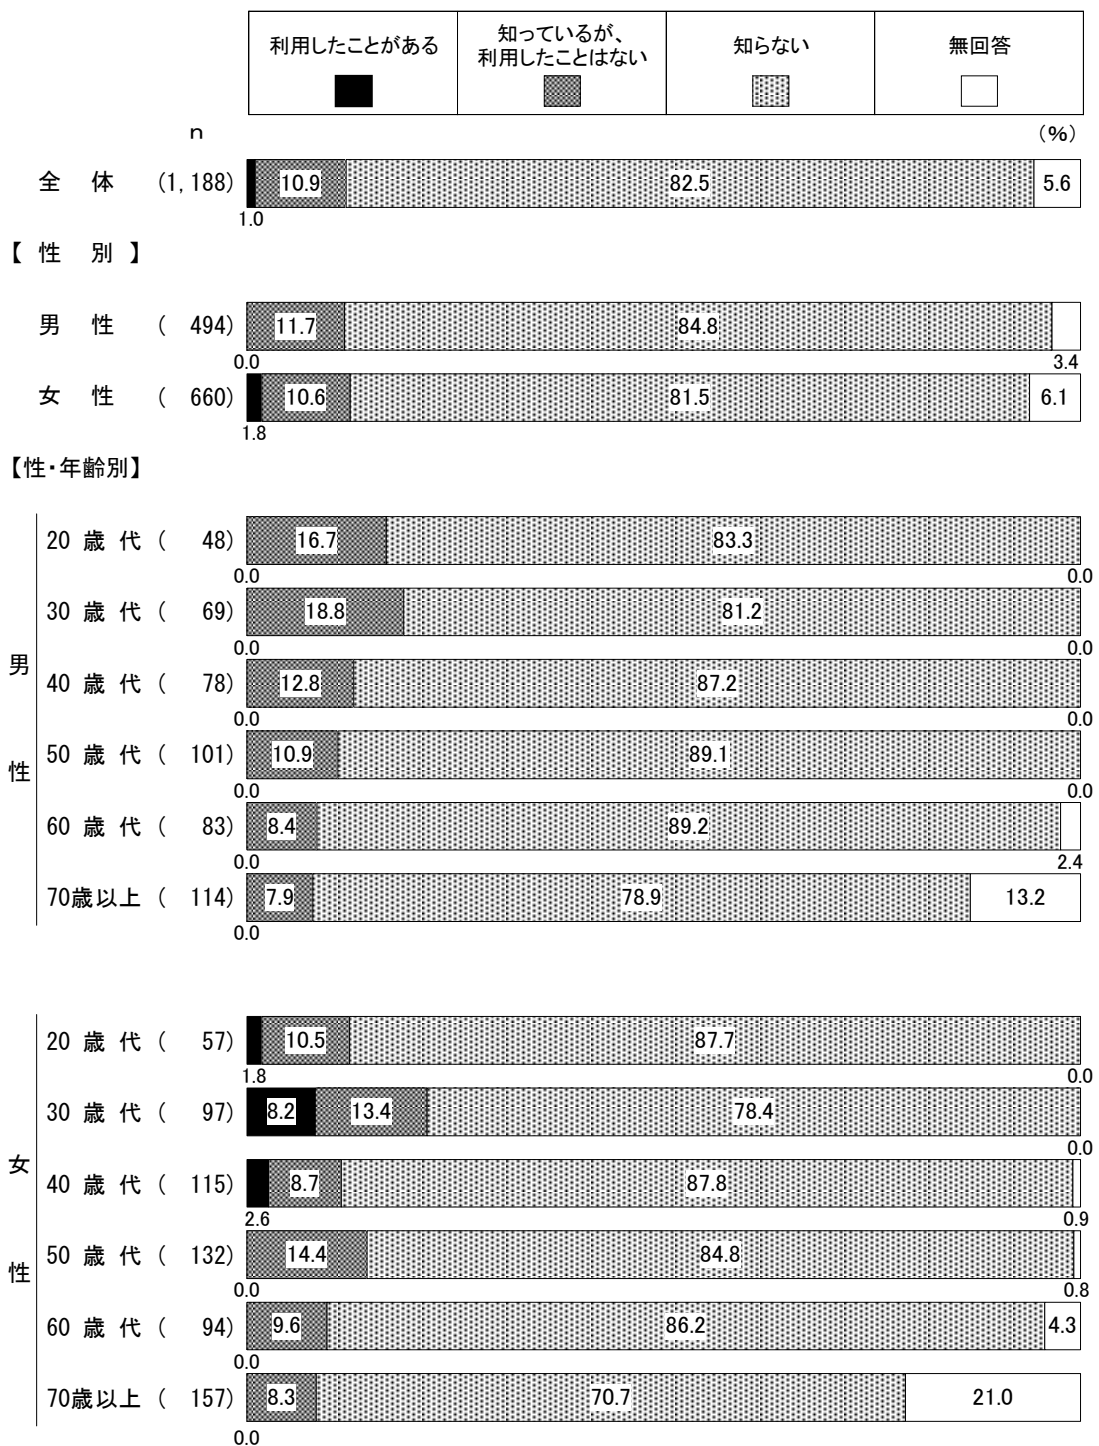 利用したことがある
知っているが、
利用したことはない
知らない
無回答
n
(%)
全 体 (1,188) 10.9 82.5 5.6
1.0
【 性 別 】
男 性 ( 494) 11.7 84.8
0.0 3.4
女 性 ( 660) 10.6 81.5 6.1
1.8
【性・年齢別】
男性
20 歳 代 ( 48) 16.7 83.3
0.0 0.0
30 歳 代 ( 69) 18.8 81.2
0.0 0.0
40 歳 代 ( 78) 12.8 87.2
0.0 0.0
50 歳 代 ( 101) 10.9 89.1
0.0 0.0
60 歳 代 ( 83) 8.4 89.2
0.0 2.4
70歳以上 ( 114) 7.9 78.9 13.2
0.0
女性
20 歳 代 ( 57) 10.5 87.7
1.8 0.0
30 歳 代 ( 97) 8.2 13.4 78.4
0.0
40 歳 代 ( 115) 8.7 87.8
2.6 0.9
50 歳 代 ( 132) 14.4 84.8
0.0 0.8
60 歳 代 ( 94) 9.6 86.2 4.3
0.0
70歳以上 ( 157) 8.3 70.7 21.0
0.0